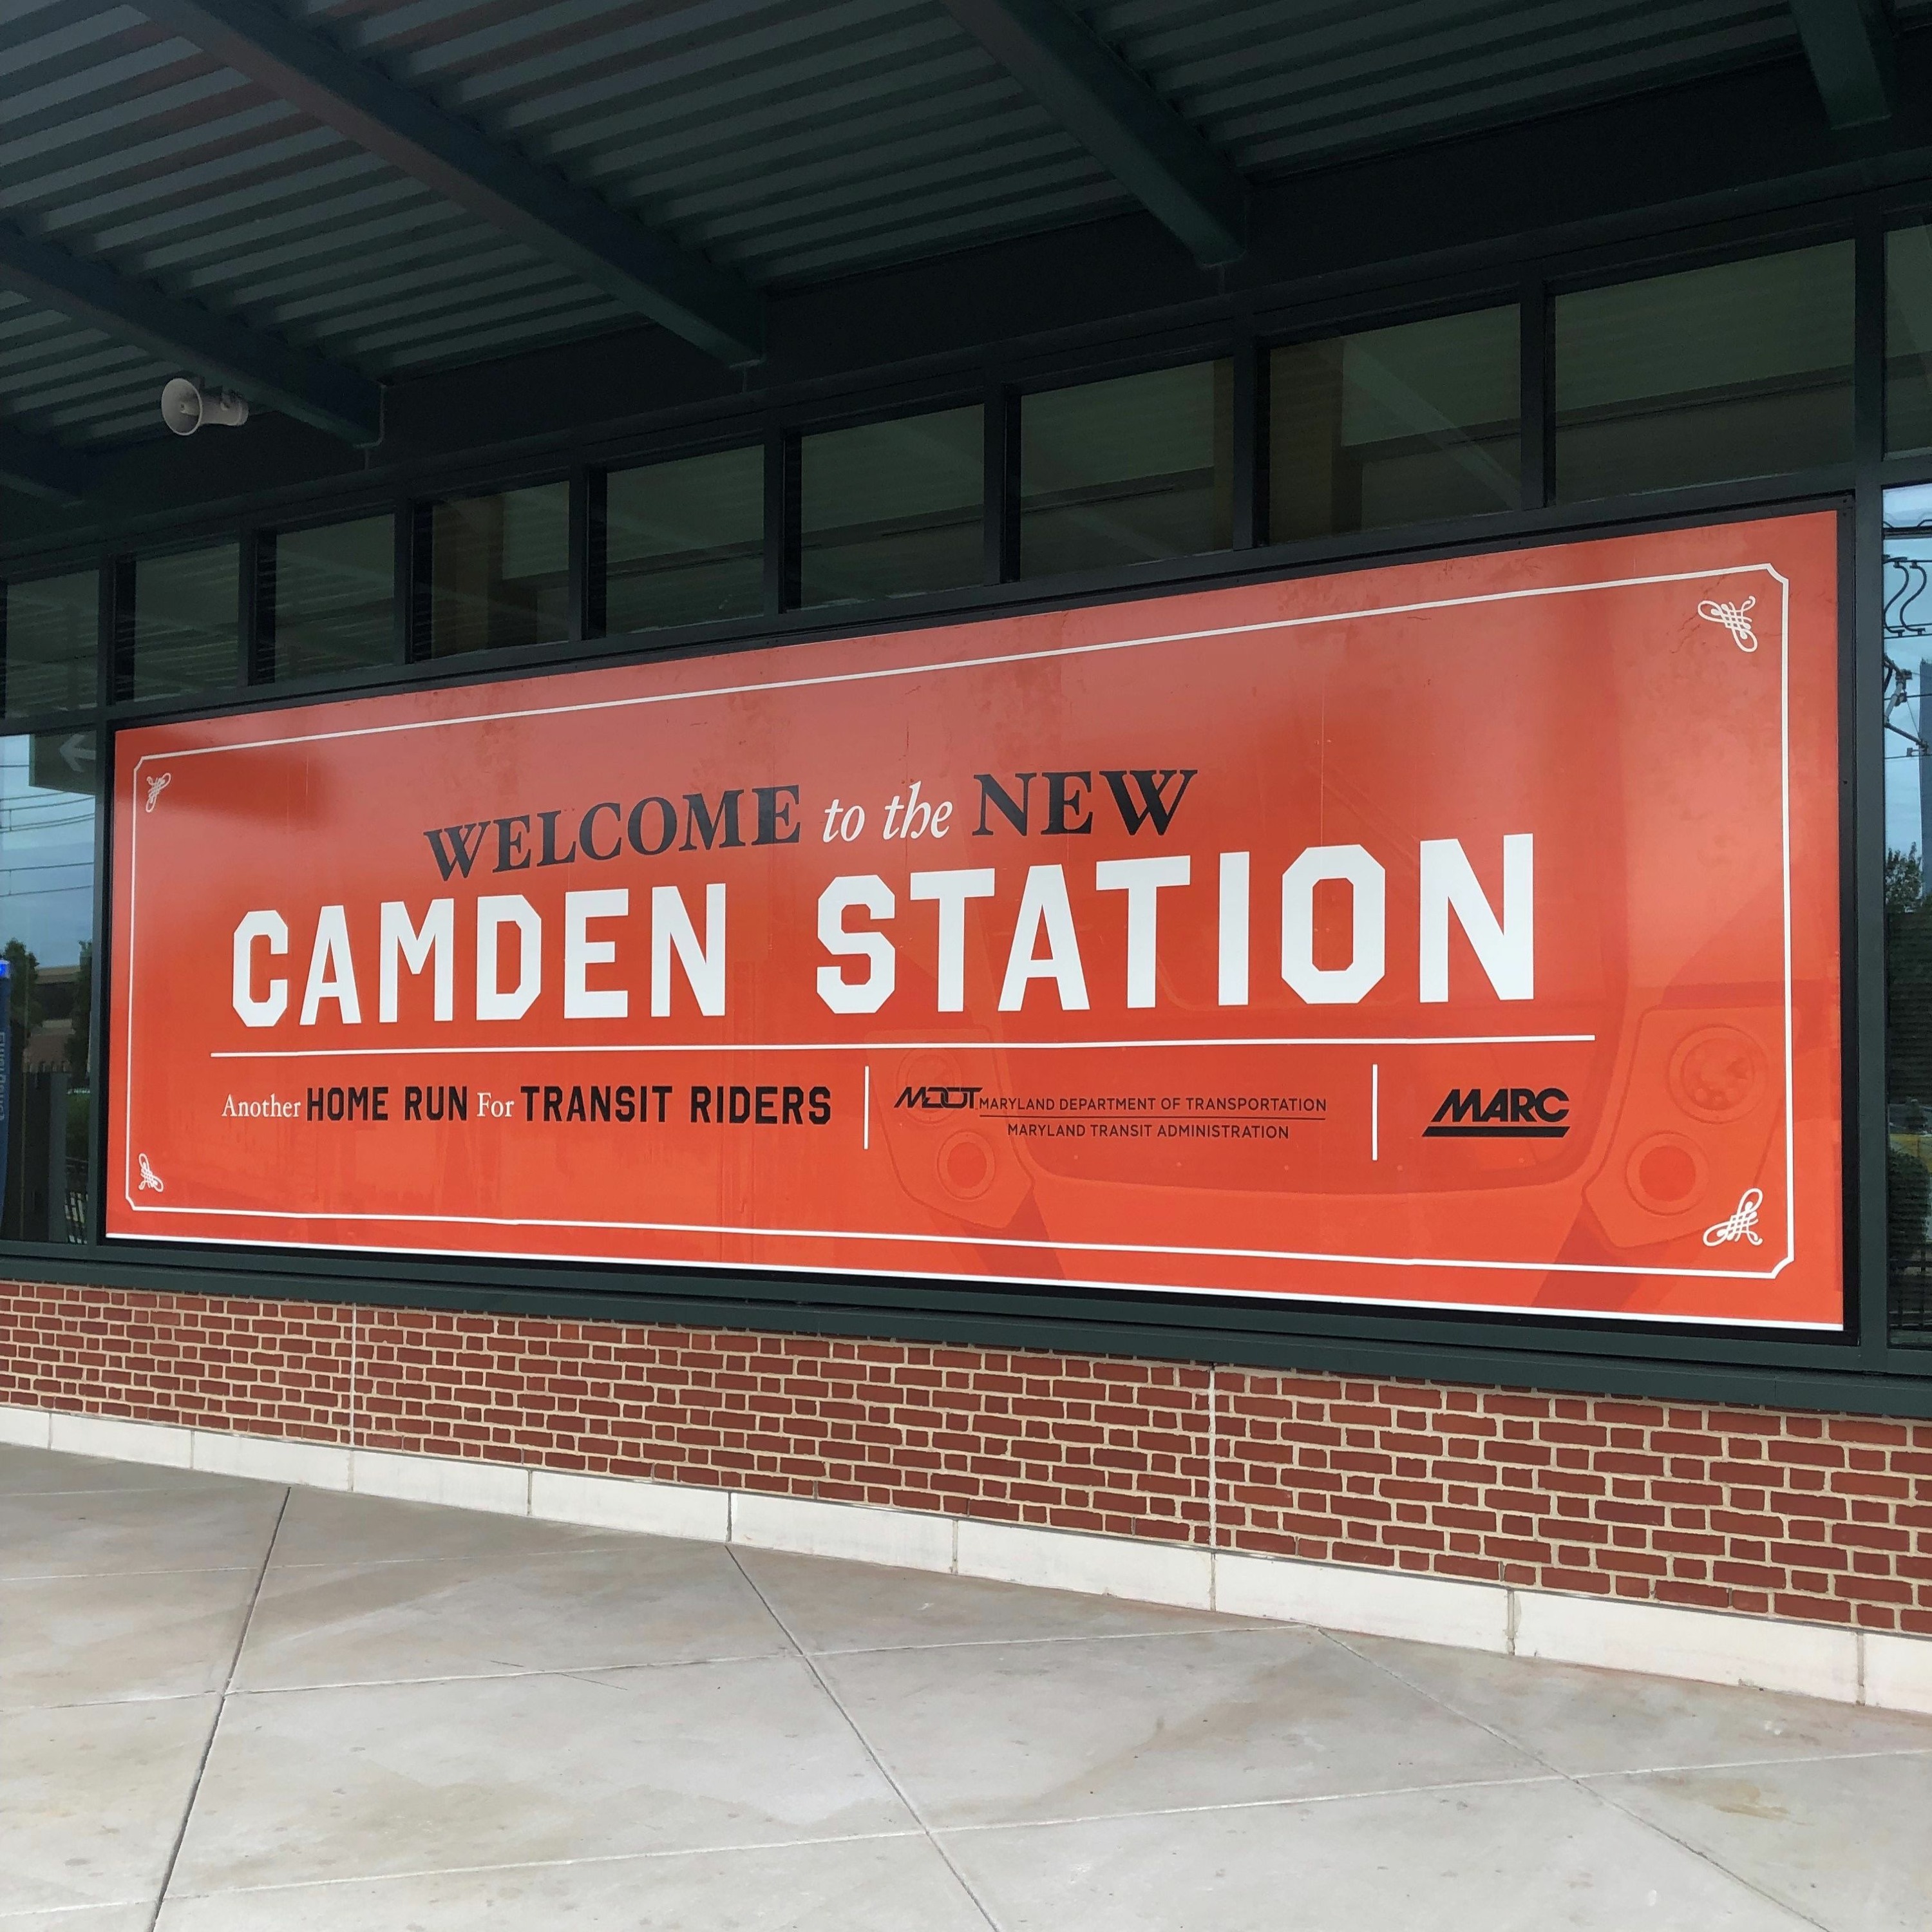 WELCOME to the NEW
CAMDEN STATION
Another HOME RUN For TRANSIT RIDERS
MDOT MARYLAND DEPARTMENT OF TRANSPORTATION
MARYLAND TRANSIT ADMINISTRATION
MARC